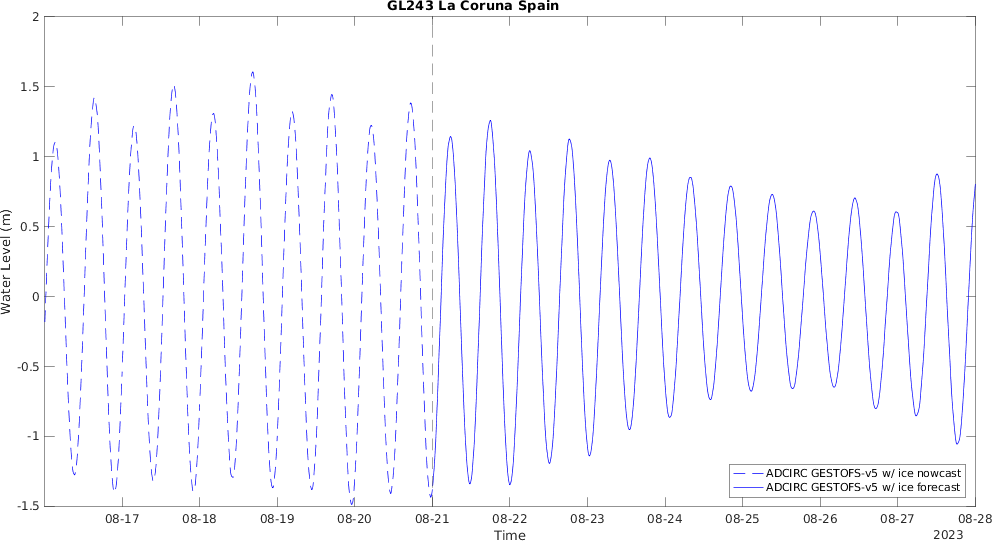 GL243 La Coruna Spain
2
1.5
1
0.5
0
-0.5
-1
-1.5
Water Level (m)
ADCIRC GESTOFS-v5 w/ ice nowcast
ADCIRC GESTOFS-v5 w/ ice forecast
08-17 08-18 08-19 08-20 08-21 08-22 08-23 08-24 08-25 08-26 08-27 08-28
Time
2023